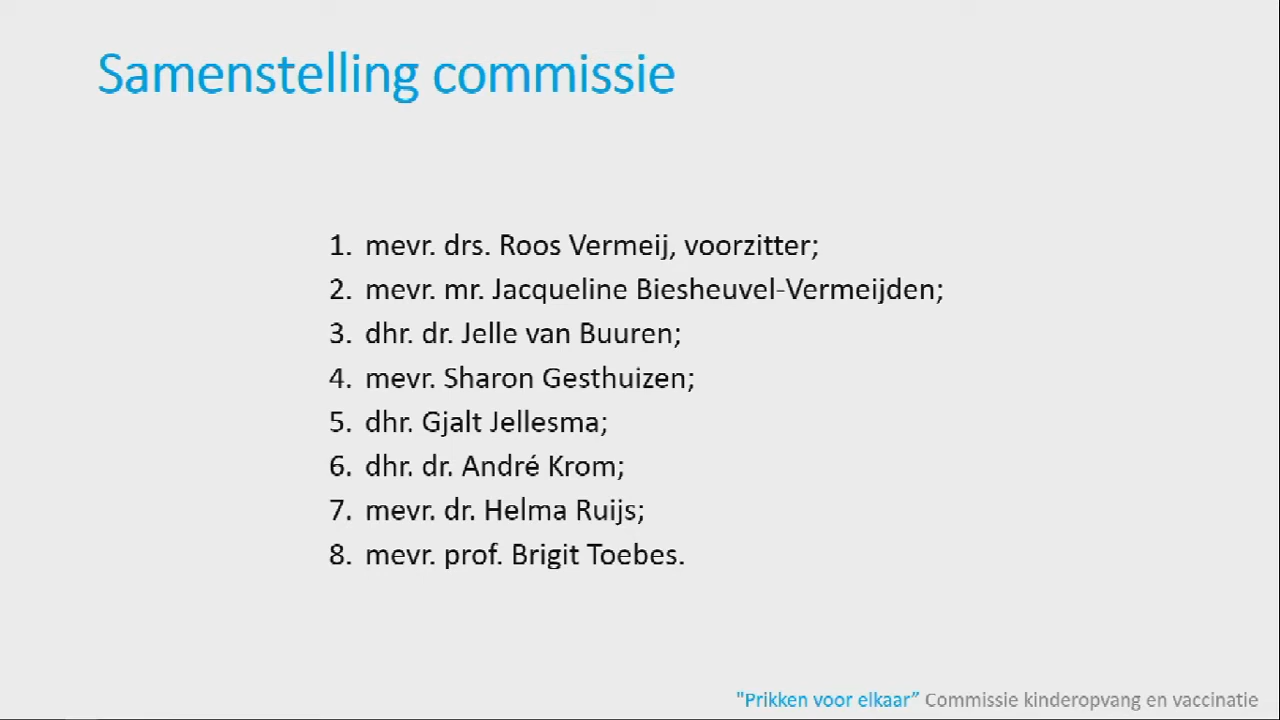 Samenstelling commissie
1. mevr. drs. Roos Vermeij, voorzitter;
2. mevr. mr. Jacqueline Biesheuvel-Vermeijden;
3. dhr. dr. Jelle van Buuren;
4. mevr. Sharon Gesthuizen;
5. dhr. Gjalt Jellesma;
6. dhr. dr. André Krom;
7. mevr. dr. Helma Ruijs;
8. mevr. prof. Brigit Toebes.
"Prikken voor elkaar” Commissie kinderopvang en vaccinatie